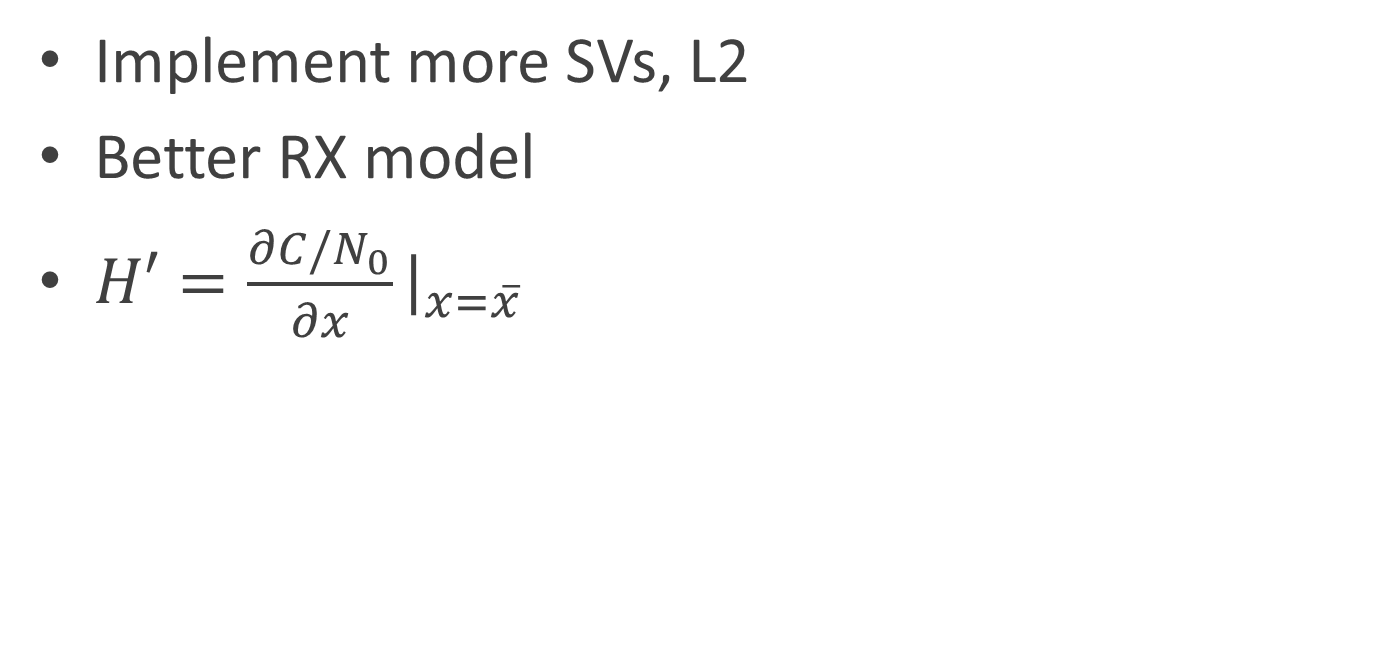 • Implement more SVs, L2
• Better RX model
• H′ = ∂C/N₀ / ∂x |ₓ₌x̄